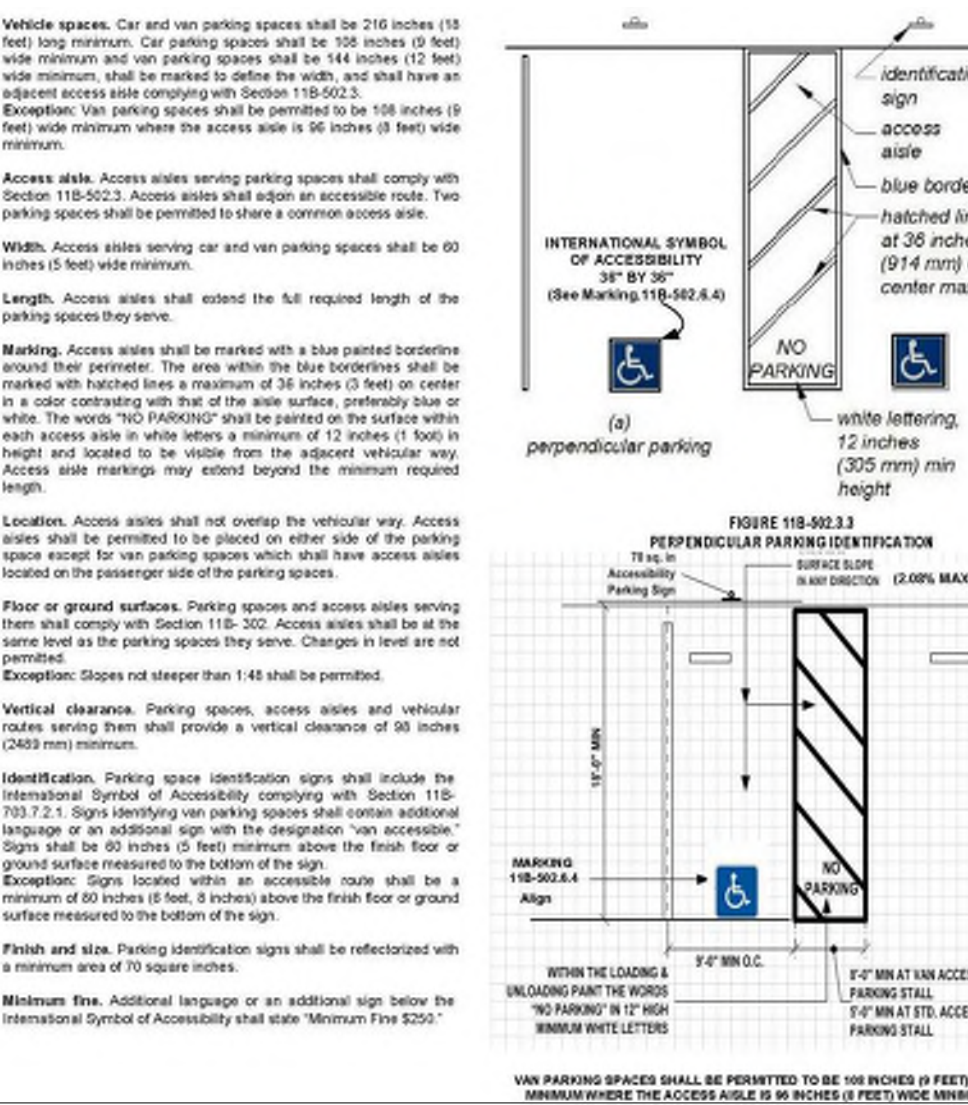 Vehicle spaces. Car and van parking spaces shall be 216 inches (18
feet) long minimum. Car parking spaces shall be 108 inches (9 feet)
wide minimum and van parking spaces shall be 144 inches (12 feet)
wide minimum, shall be marked to define the width, and shall have an
adjacent access aisle complying with Section 11B-502.3.
Exception: Van parking spaces shall be permitted to be 108 inches (9
feet) wide minimum where the access aisle is 96 inches (8 feet) wide
minimum.
Access aisle. Access aisles serving parking spaces shall comply with
Section 11B-502.3. Access aisles shall adjoin an accessible route. Two
parking spaces shall be permitted to share a common access aisle.
Width. Access aisles serving car and van parking spaces shall be 60
inches (5 feet) wide minimum.
Length. Access aisles shall extend the full required length of the
parking spaces they serve.
Marking. Access aisles shall be marked with a blue painted borderline
around their perimeter. The area within the blue borderlines shall be
marked with hatched lines a maximum of 36 inches (3 feet) on center
in a color contrasting with that of the aisle surface, preferably blue or
white. The words "NO PARKING" shall be painted on the surface within
each access aisle in white letters a minimum of 12 inches (1 foot) in
height and located to be visible from the adjacent vehicular way.
Access aisle markings may extend beyond the minimum required
length.
Location. Access aisles shall not overlap the vehicular way. Access
aisles shall be permitted to be placed on either side of the parking
space except for van parking spaces which shall have access aisles
located on the passenger side of the parking spaces.
Floor or ground surfaces. Parking spaces and access aisles serving
them shall comply with Section 11B- 302. Access aisles shall be at the
same level as the parking spaces they serve. Changes in level are not
permitted.
Exception: Slopes not steeper than 1:48 shall be permitted.
Vertical clearance. Parking spaces, access aisles and vehicular
routes serving them shall provide a vertical clearance of 98 inches
(2489 mm) minimum.
Identification. Parking space identification signs shall include the
International Symbol of Accessibility complying with Section 11B-
703.7.2.1. Signs identifying van parking spaces shall contain additional
language or an additional sign with the designation "van accessible."
Signs shall be 60 inches (5 feet) minimum above the finish floor or
ground surface measured to the bottom of the sign.
Exception: Signs located within an accessible route shall be a
minimum of 80 inches (6 feet, 8 inches) above the finish floor or ground
surface measured to the bottom of the sign.
Finish and size. Parking identification signs shall be reflectorized with
a minimum area of 70 square inches.
Minimum fine. Additional language or an additional sign below the
International Symbol of Accessibility shall state "Minimum Fine $250."
identificati
sign
access
aisle
blue borde
hatched lin
at 36 inche
(914 mm)
center max
INTERNATIONAL SYMBOL
OF ACCESSIBILITY
36" BY 36"
(See Marking.11B-502.6.4)
NO
PARKING
(a)
perpendicular parking
white lettering,
12 inches
(305 mm) min
height
FIGURE 11B-502.3.3
PERPENDICULAR PARKING IDENTIFICATION
70 sq. in
Accessibility
Parking Sign
SURFACE SLOPE
IN ANY DIRECTION (2.08% MAX
18'-0" MIN
MARKING
11B-502.6.4
Align
NO
PARKING
9'-0" MIN O.C.
WITHIN THE LOADING &
UNLOADING PAINT THE WORDS
"NO PARKING" IN 12" HIGH
MINIMUM WHITE LETTERS
8'-0" MIN AT VAN ACCE
PARKING STALL
5'-0" MIN AT STD. ACCE
PARKING STALL
VAN PARKING SPACES SHALL BE PERMITTED TO BE 108 INCHES (9 FEET)
MINIMUM WHERE THE ACCESS AISLE IS 96 INCHES (8 FEET) WIDE MINIM